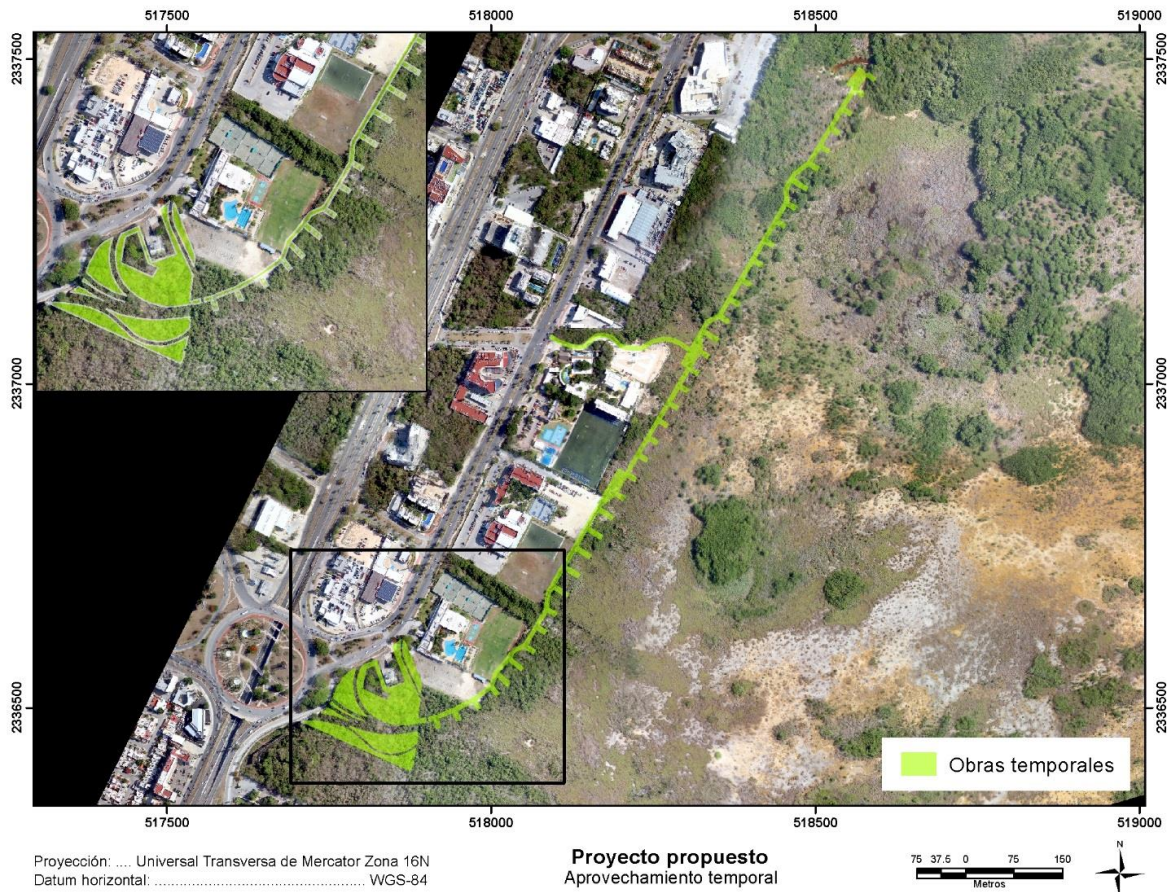 517500 518000 518500 519000
2337500 2337500
2337000 2337000
2336500 2336500
Obras temporales
517500 518000 518500 519000
Proyección: .... Universal Transversa de Mercator Zona 16N
Datum horizontal: ................................................ WGS-84
Proyecto propuesto
Aprovechamiento temporal
75 37.5 0 75 150
Metros
N